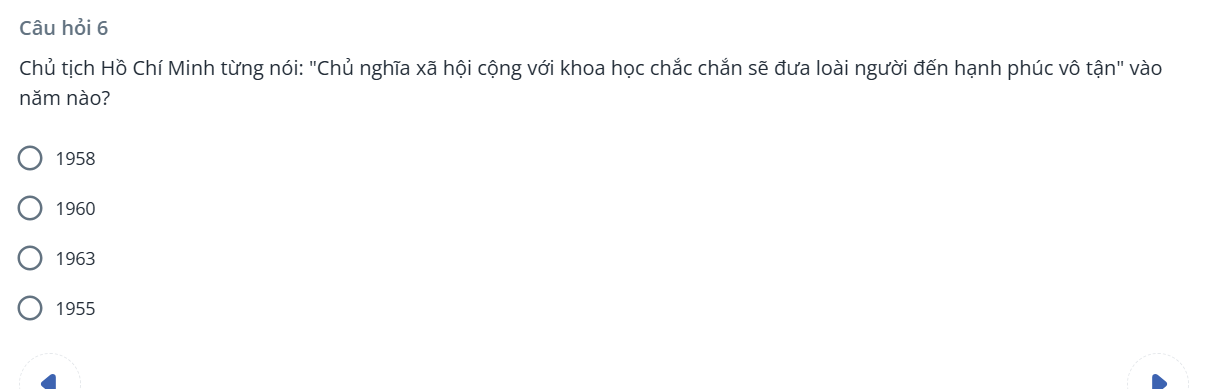 Câu hỏi 6
Chủ tịch Hồ Chí Minh từng nói: "Chủ nghĩa xã hội cộng với khoa học chắc chắn sẽ đưa loài người đến hạnh phúc vô tận" vào
năm nào?
1958
1960
1963
1955